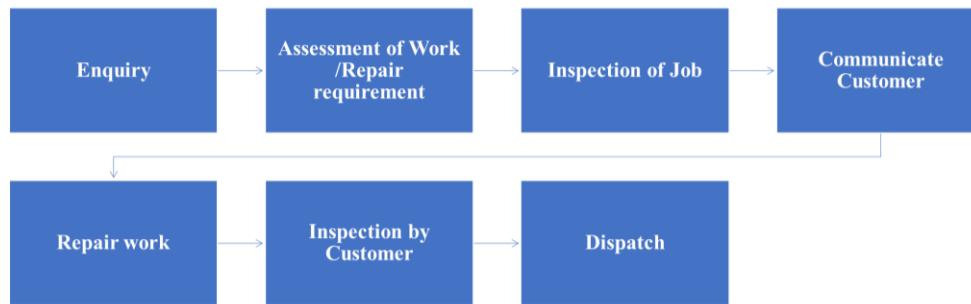 Enquiry
Assessment of Work
/Repair
requirement
Inspection of Job
Communicate
Customer
Repair work
Inspection by
Customer
Dispatch